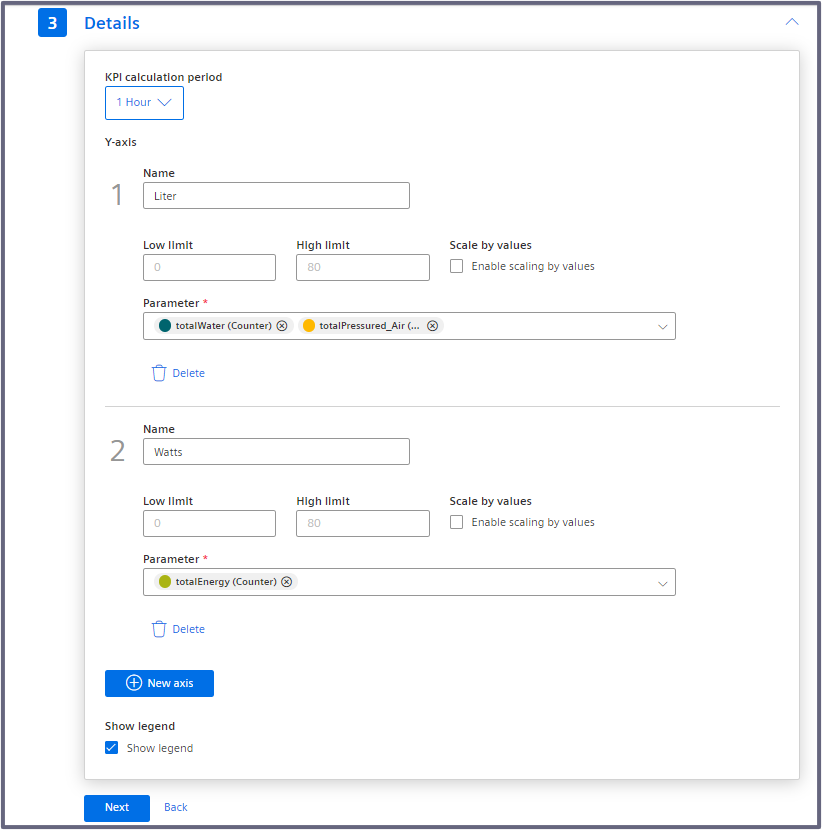 3 Details
KPI calculation period
1 Hour
Y-axis
Name
1
Liter
Low limit High limit Scale by values
0 80 Enable scaling by values
Parameter *
totalWater (Counter) totalPressured_Air (...
Delete
Name
2
Watts
Low limit High limit Scale by values
0 80 Enable scaling by values
Parameter *
totalEnergy (Counter)
Delete
New axis
Show legend
Show legend
Next Back